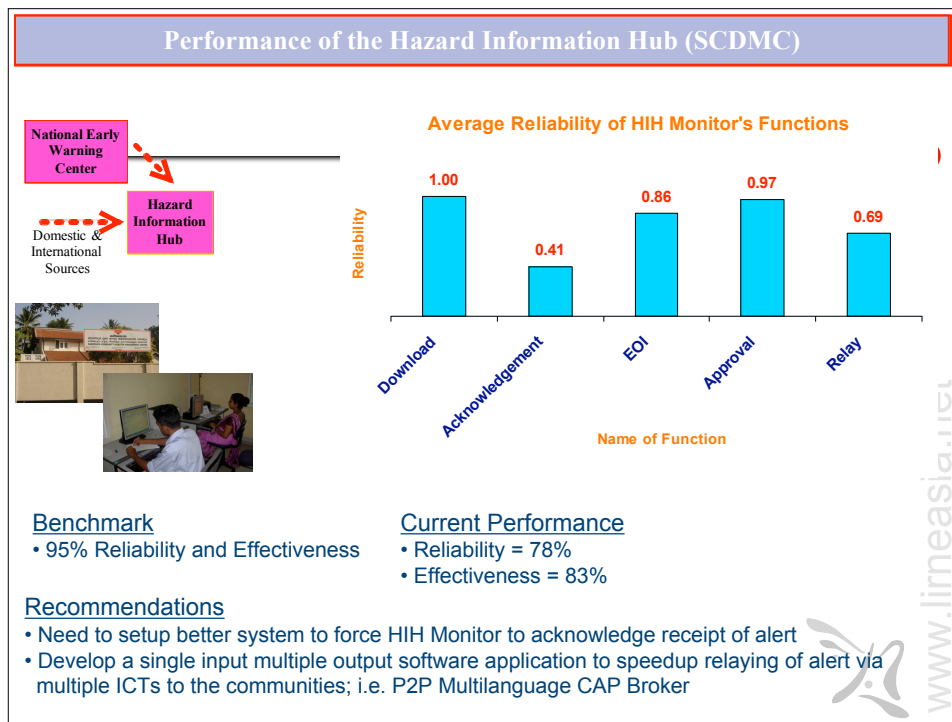 Performance of the Hazard Information Hub (SCDMC)
National Early
Warning
Center
Hazard
Information
Hub
Domestic &
International
Sources
Average Reliability of HIH Monitor's Functions
Reliability
1.00
0.41
0.86
0.97
0.69
Download
Acknowledgement
EOI
Approval
Relay
Name of Function
Benchmark
• 95% Reliability and Effectiveness
Current Performance
• Reliability = 78%
• Effectiveness = 83%
Recommendations
• Need to setup better system to force HIH Monitor to acknowledge receipt of alert
• Develop a single input multiple output software application to speedup relaying of alert via
multiple ICTs to the communities; i.e. P2P Multilanguage CAP Broker
www.lirneasia.net